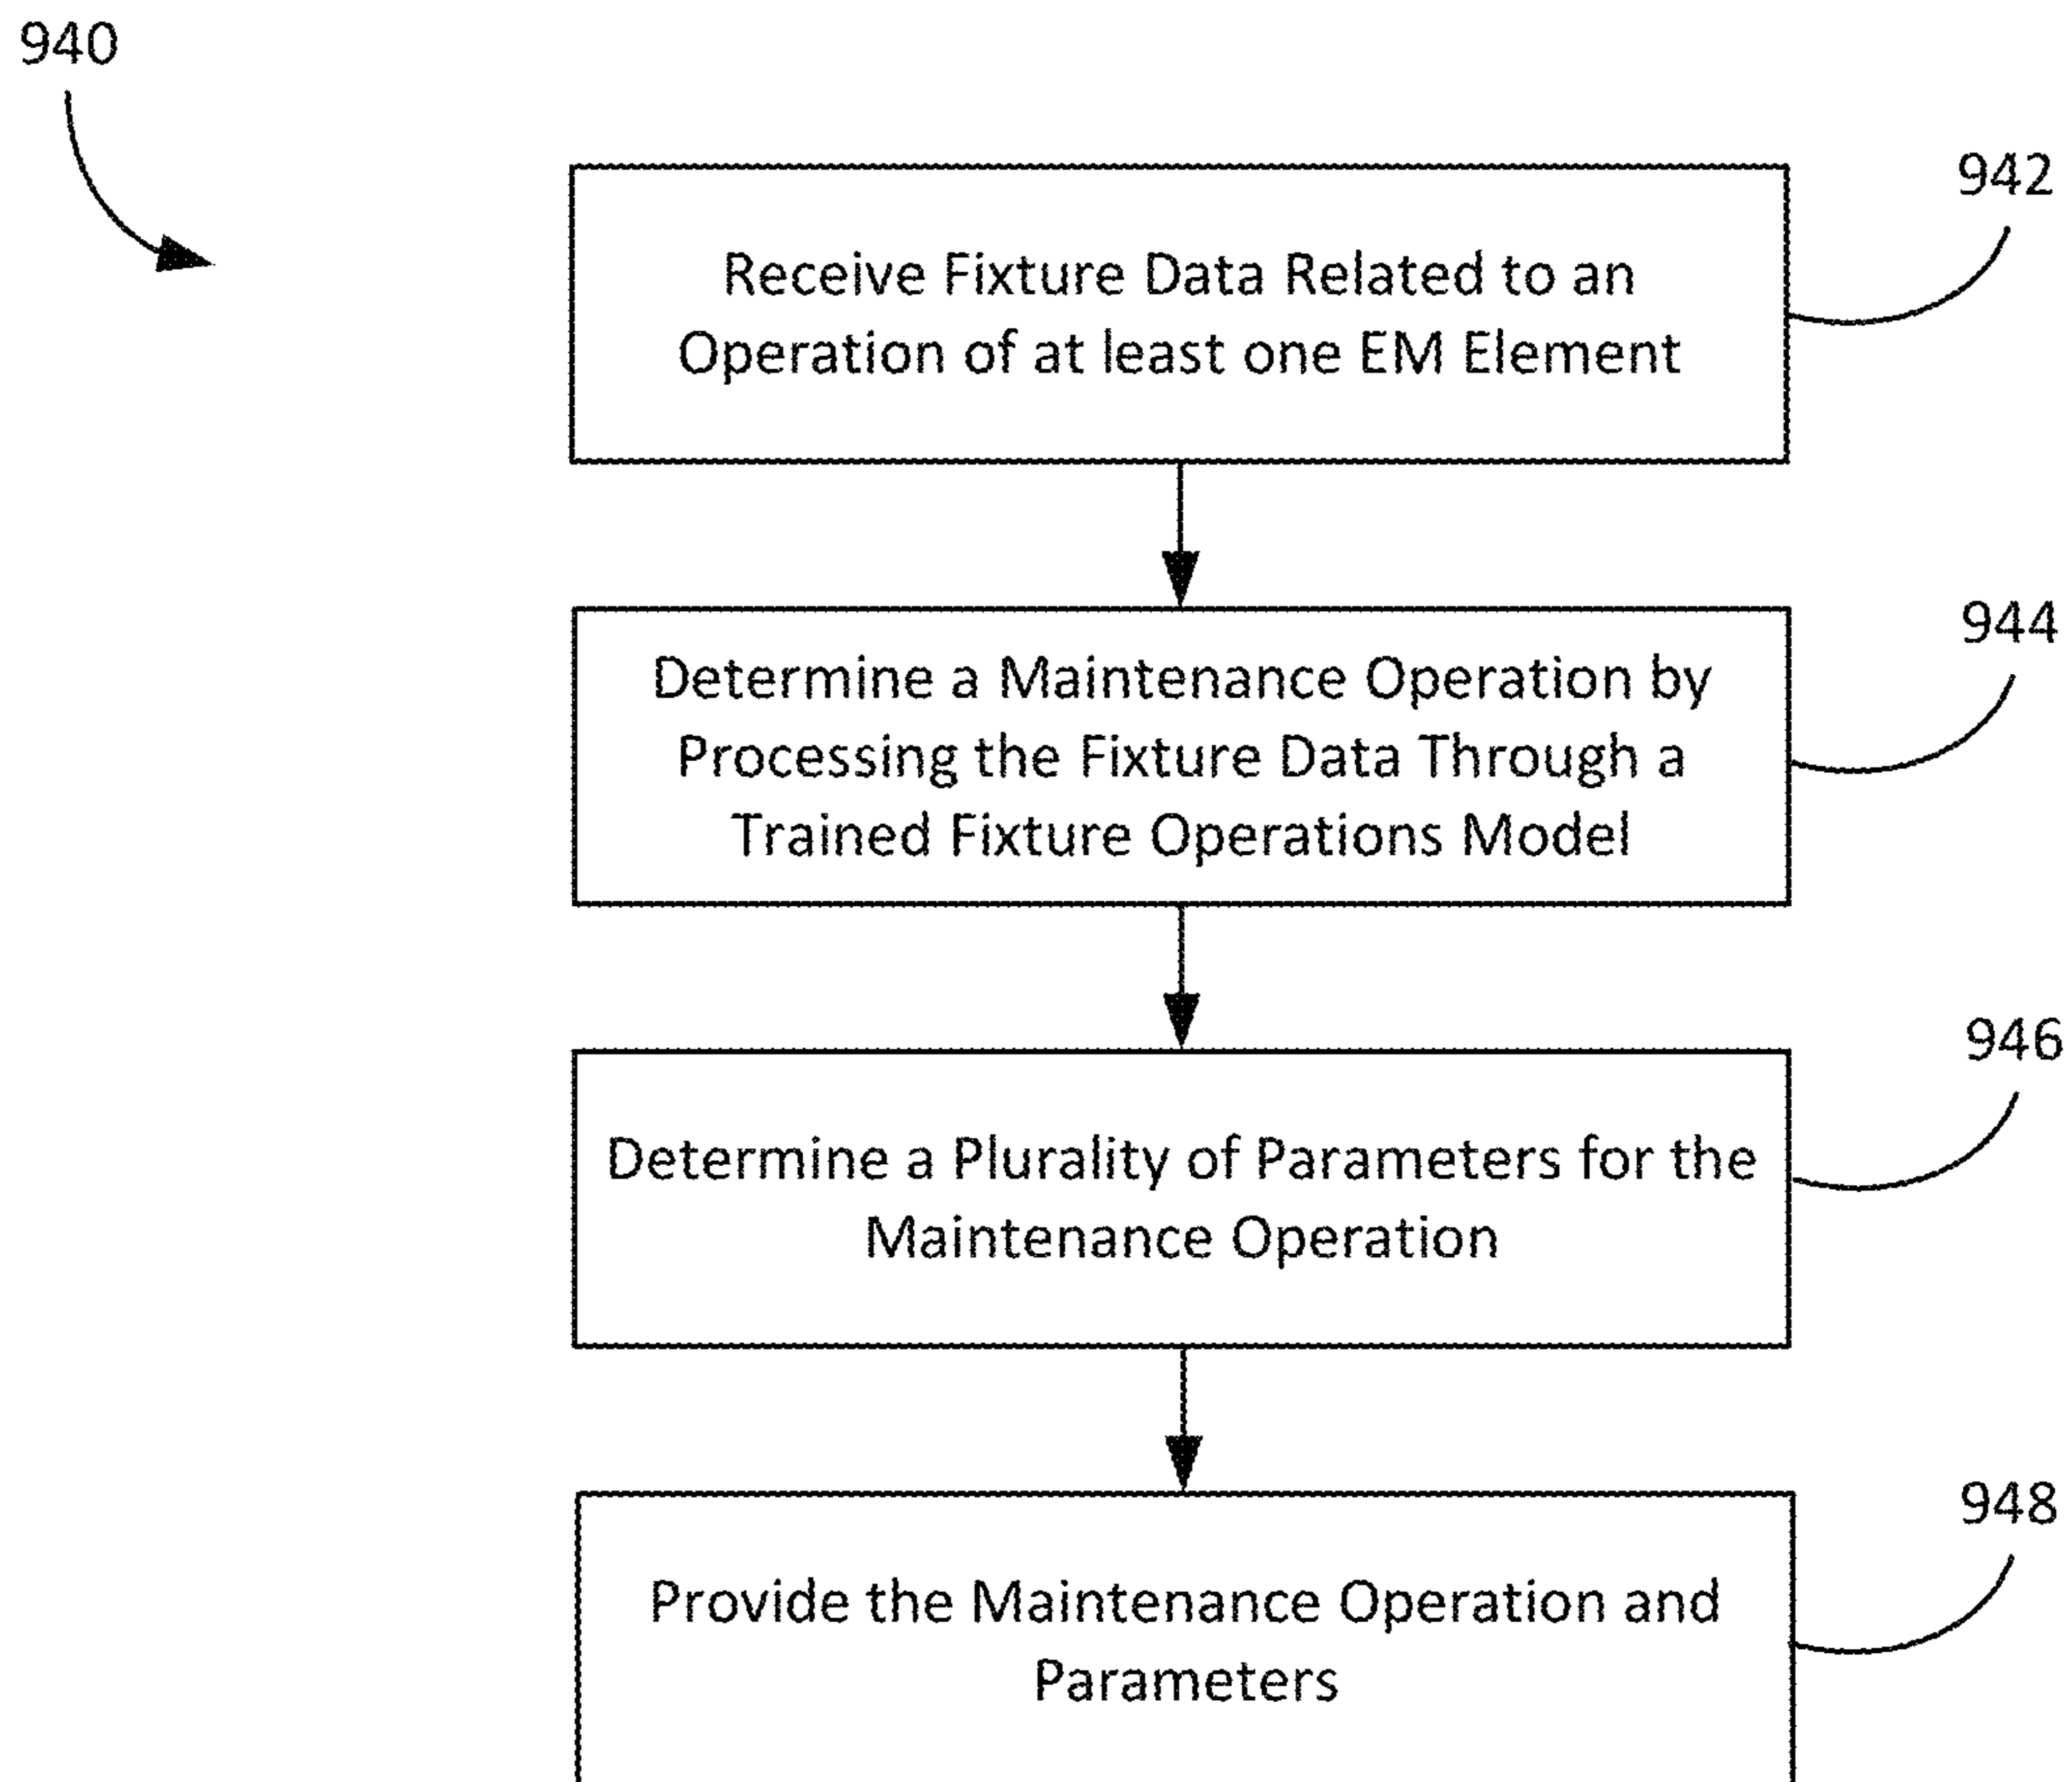 940
942
Receive Fixture Data Related to an
Operation of at least one EM Element
944
Determine a Maintenance Operation by
Processing the Fixture Data Through a
Trained Fixture Operations Model
946
Determine a Plurality of Parameters for the
Maintenance Operation
948
Provide the Maintenance Operation and
Parameters